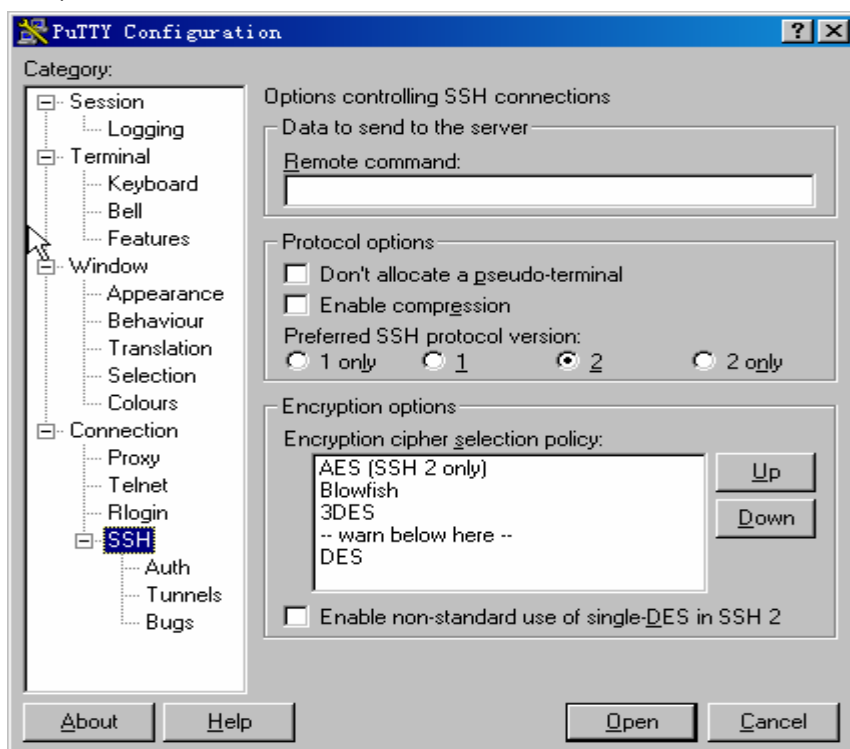 PuTTY Configuration
Category:
Session
Logging
Terminal
Keyboard
Bell
Features
Window
Appearance
Behaviour
Translation
Selection
Colours
Connection
Proxy
Telnet
Rlogin
SSH
Auth
Tunnels
Bugs
Options controlling SSH connections
Data to send to the server
Remote command:
Protocol options
Don't allocate a pseudo-terminal
Enable compression
Preferred SSH protocol version:
1 only 1 2 2 only
Encryption options
Encryption cipher selection policy:
AES (SSH 2 only)
Blowfish
3DES
-- warn below here --
DES
Up
Down
Enable non-standard use of single-DES in SSH 2
About Help Open Cancel